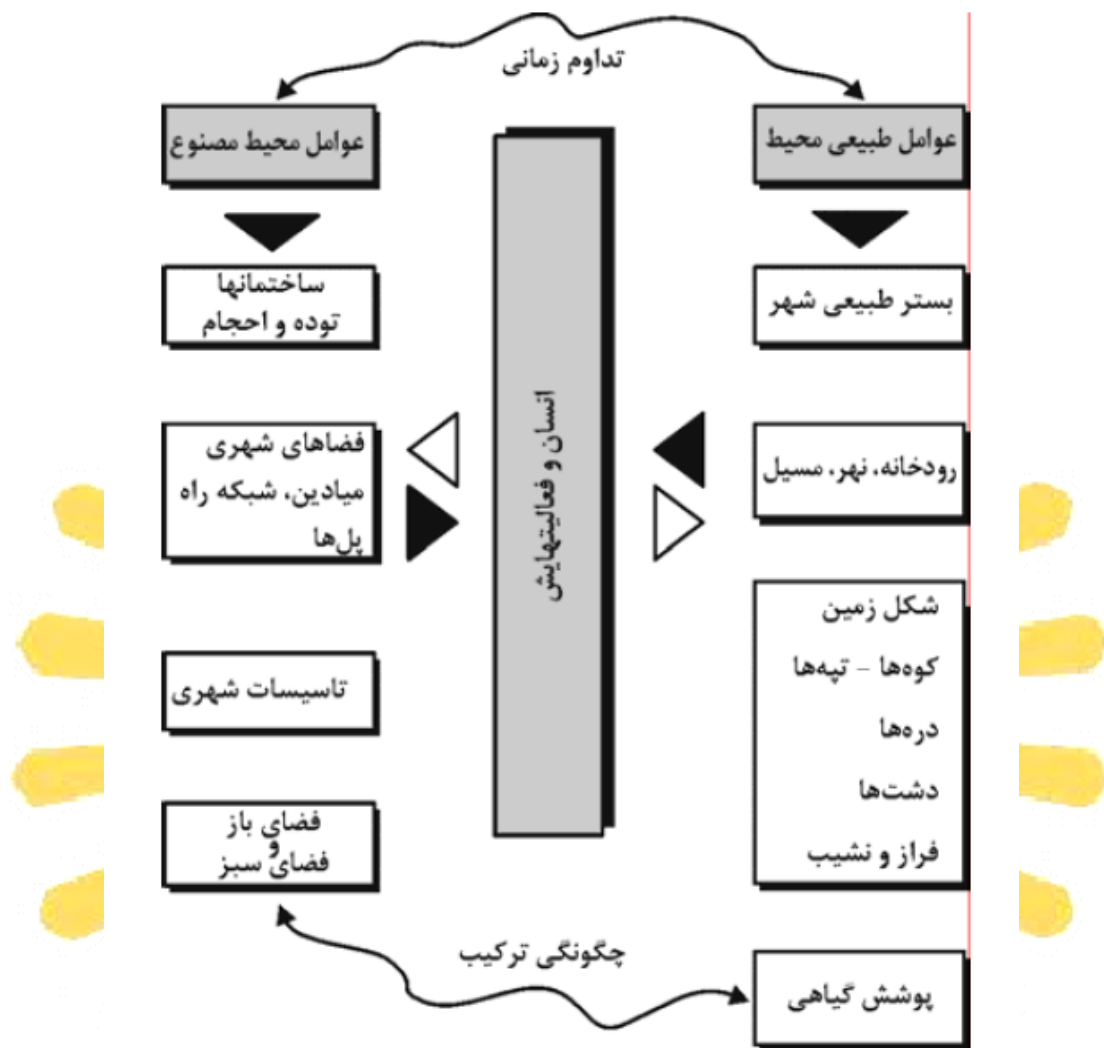 تداوم زمانی
عوامل طبیعی محیط
بستر طبیعی شهر
رودخانه، نهر، مسیل
شکل زمین
کوه‌ها - تپه‌ها
دره‌ها
دشت‌ها
فراز و نشیب
پوشش گیاهی
انسان و فعالیتهایش
عوامل محیط مصنوع
ساختمانها
توده و احجام
فضاهای شهری
میادین، شبکه راه
پل‌ها
تاسیسات شهری
فضای باز
و
فضای سبز
چگونگی ترکیب